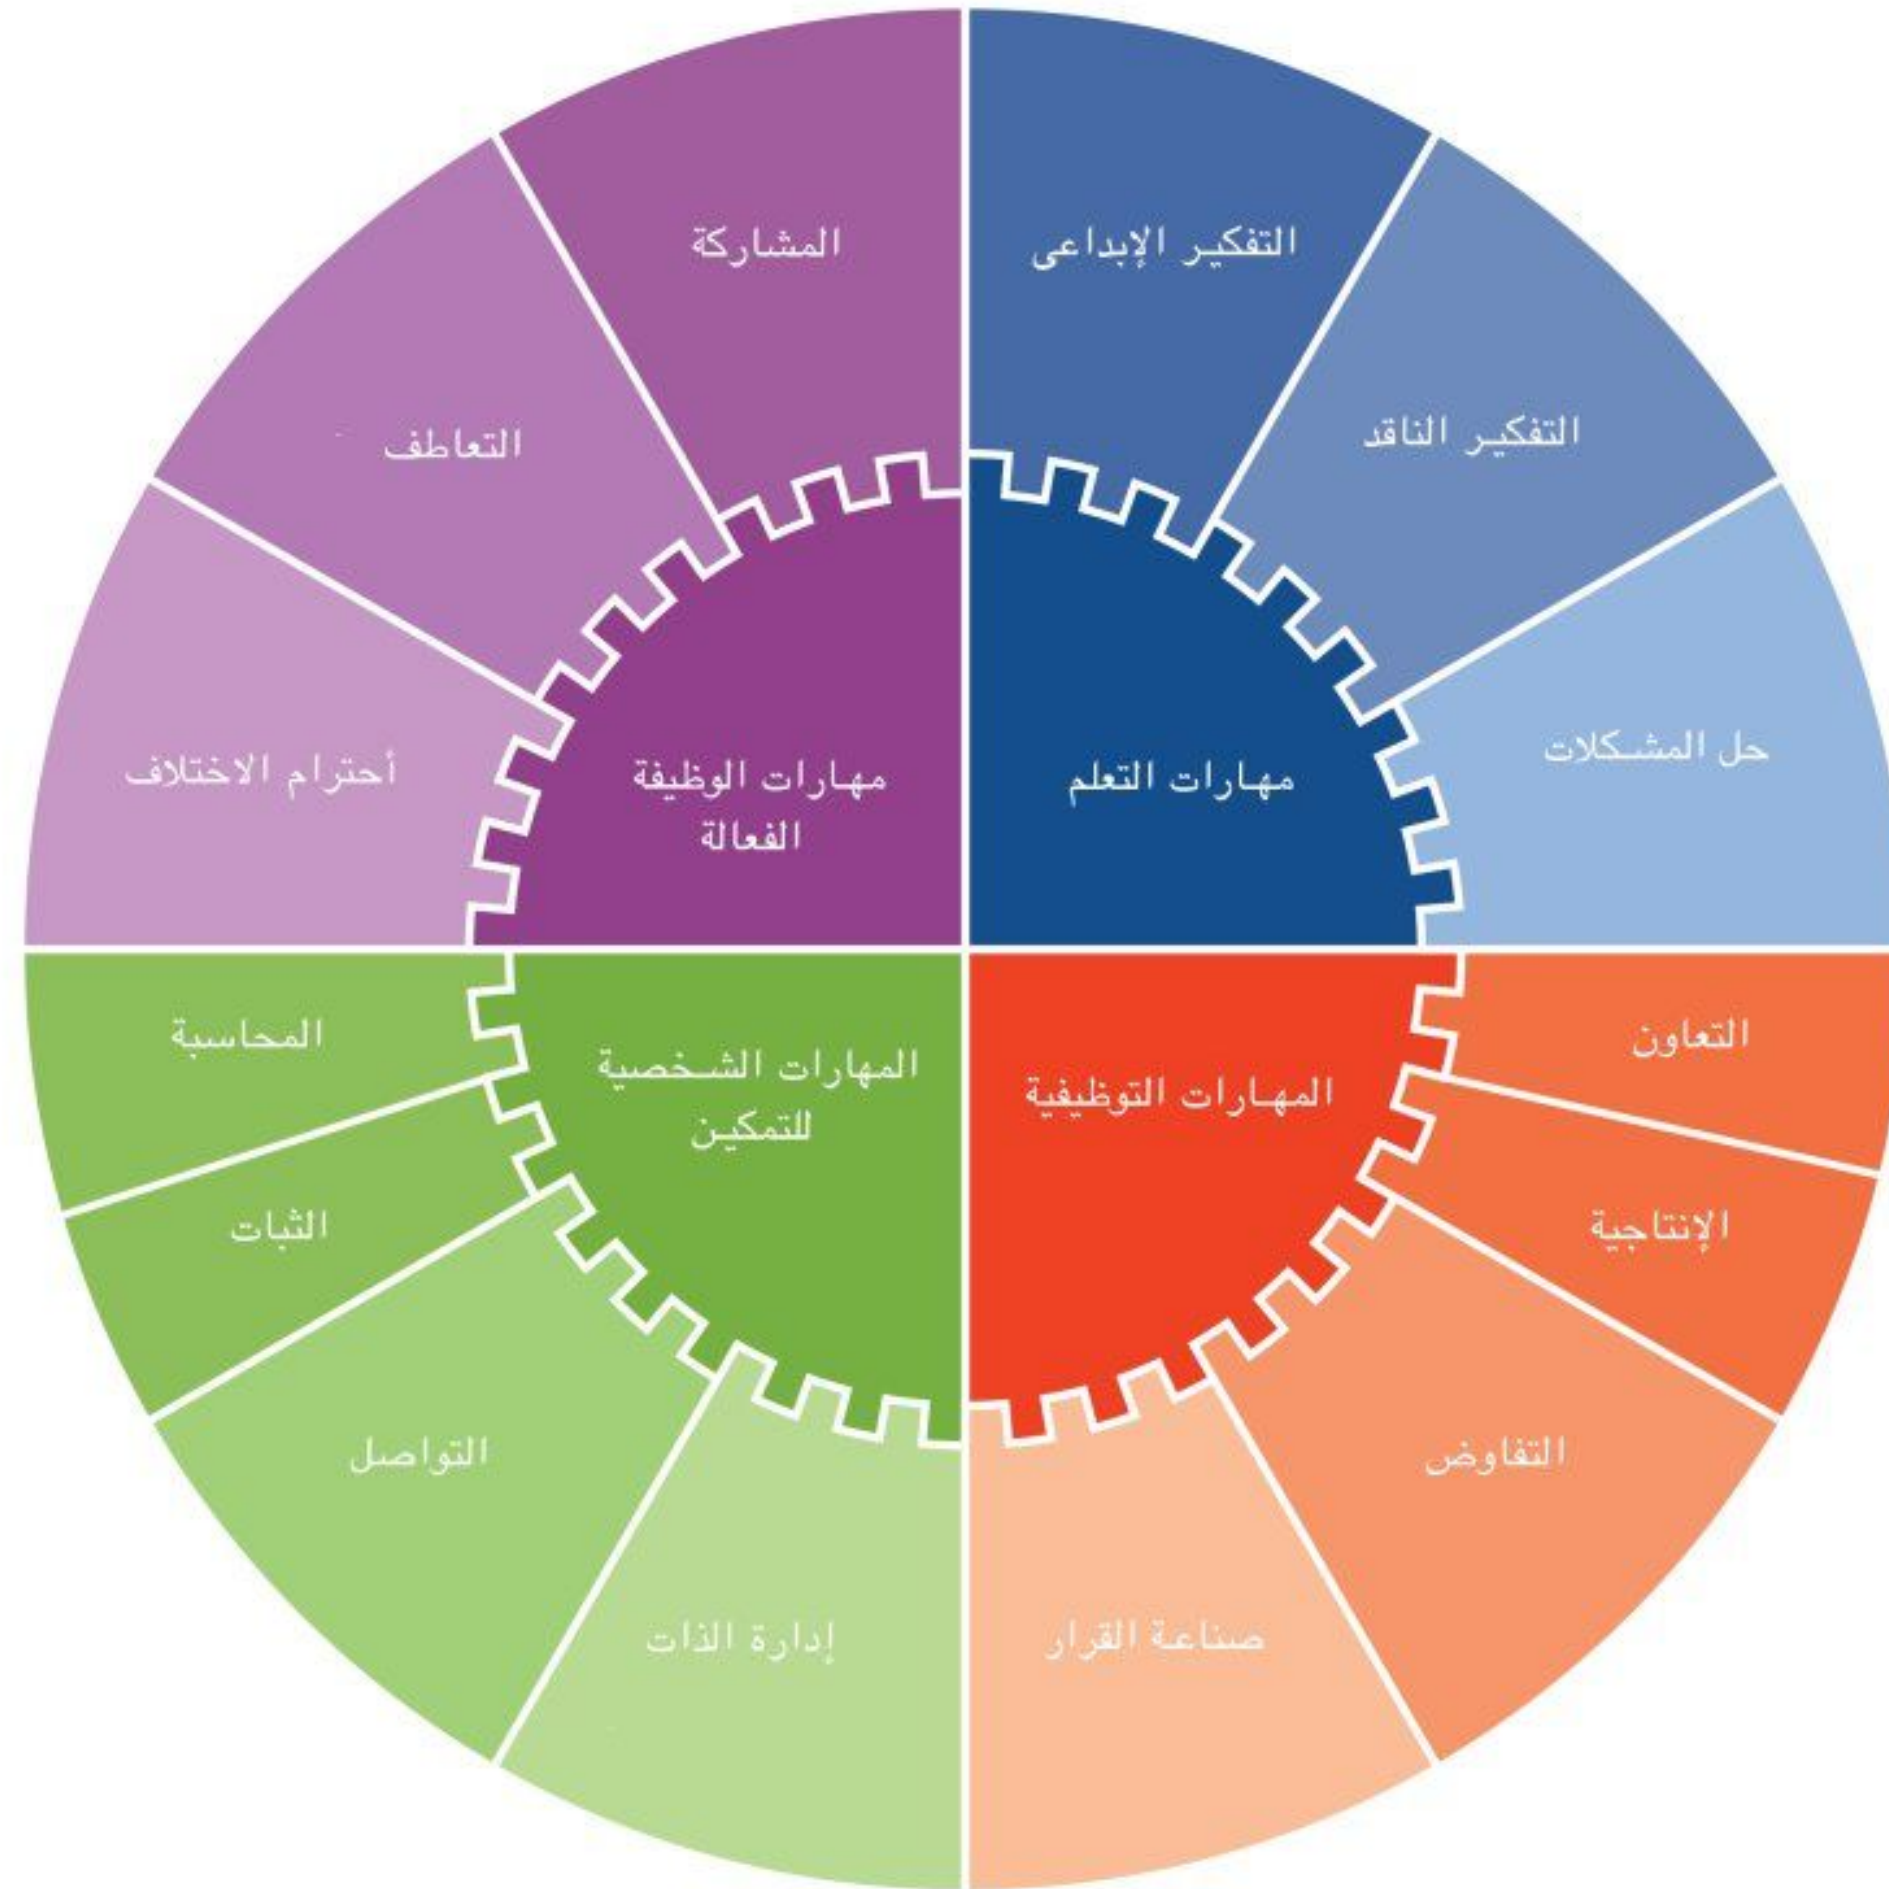 المشاركة
التفكير الإبداعى
التعاطف
التفكير الناقد
أحترام الاختلاف
حل المشكلات
مهارات الوظيفة
الفعالة
مهارات التعلم
المحاسبة
المهارات الشخصية
للتمكين
المهارات التوظيفية
التعاون
الثبات
الإنتاجية
التواصل
التفاوض
إدارة الذات
صناعة القرار